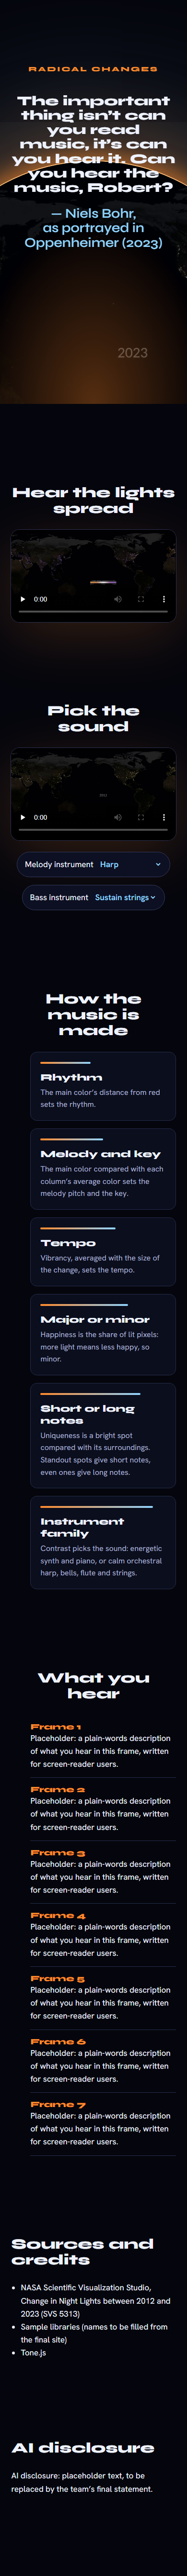 RADICAL CHANGES
The important
thing isn't can
you read
music, it's can
you hear it. Can
you hear the
music, Robert?
— Niels Bohr,
as portrayed in
Oppenheimer (2023)
2023
Hear the lights
spread
0:00
Pick the
sound
0:00
Melody instrument Harp
Bass instrument Sustain strings
How the
music is
made
Rhythm
The main color's distance from red
sets the rhythm.
Melody and key
The main color compared with each
column's average color sets the
melody pitch and the key.
Tempo
Vibrancy, averaged with the size of
the change, sets the tempo.
Major or minor
Happiness is the share of lit pixels:
more light means less happy, so
minor.
Short or long
notes
Uniqueness is a bright spot
compared with its surroundings.
Standout spots give short notes,
even ones give long notes.
Instrument
family
Contrast picks the sound: energetic
synth and piano, or calm orchestral
harp, bells, flute and strings.
What you
hear
Frame 1
Placeholder: a plain-words description
of what you hear in this frame, written
for screen-reader users.
Frame 2
Placeholder: a plain-words description
of what you hear in this frame, written
for screen-reader users.
Frame 3
Placeholder: a plain-words description
of what you hear in this frame, written
for screen-reader users.
Frame 4
Placeholder: a plain-words description
of what you hear in this frame, written
for screen-reader users.
Frame 5
Placeholder: a plain-words description
of what you hear in this frame, written
for screen-reader users.
Frame 6
Placeholder: a plain-words description
of what you hear in this frame, written
for screen-reader users.
Frame 7
Placeholder: a plain-words description
of what you hear in this frame, written
for screen-reader users.
Sources and
credits
NASA Scientific Visualization Studio,
Change in Night Lights between 2012 and
2023 (SVS 5313)
Sample libraries (names to be filled from
the final site)
Tone.js
AI disclosure
AI disclosure: placeholder text, to be
replaced by the team's final statement.